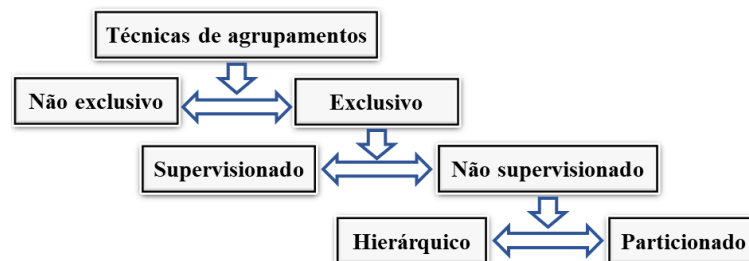 Técnicas de agrupamentos
Não exclusivo
Exclusivo
Supervisionado
Não supervisionado
Hierárquico
Particionado